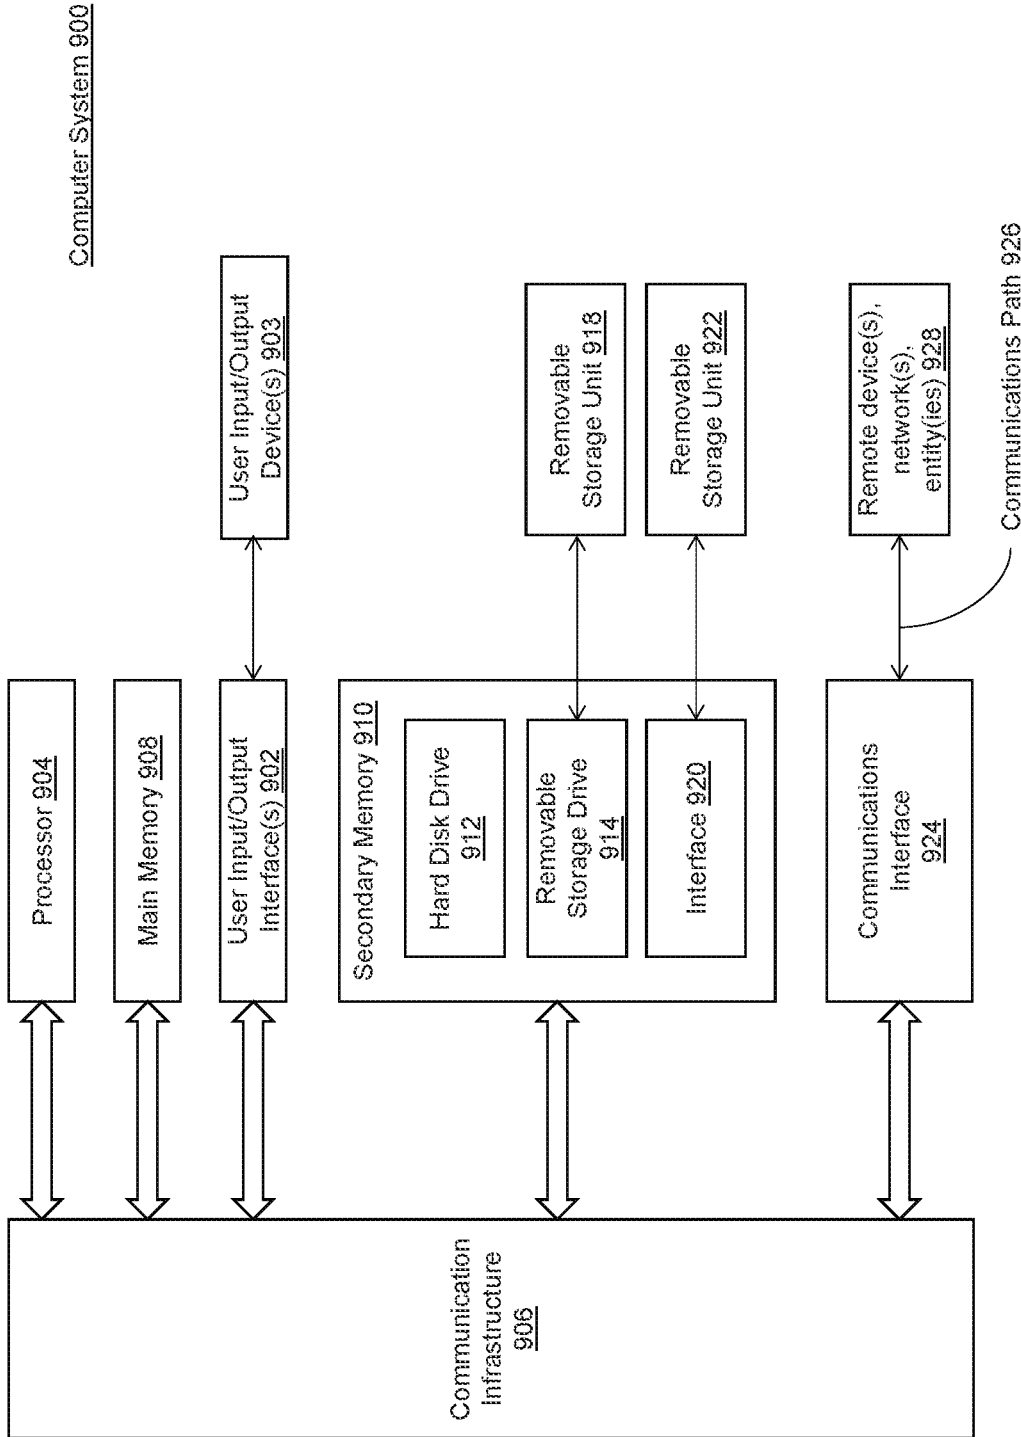 Computer System 900
Processor 904
Main Memory 908
User Input/Output
Interface(s) 902
User Input/Output
Device(s) 903
Secondary Memory 910
Hard Disk Drive
912
Removable
Storage Drive
914
Removable
Storage Unit 918
Interface 920
Removable
Storage Unit 922
Communications
Interface
924
Remote device(s),
network(s),
entity(ies) 928
Communications Path 926
Communication
Infrastructure
906